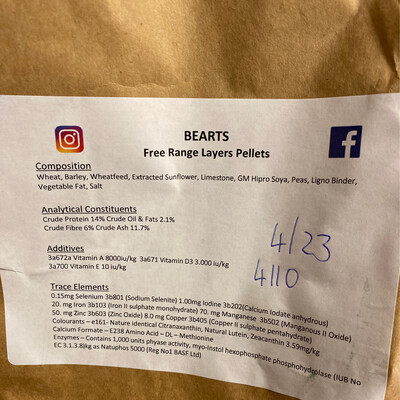 BEARTS
Free Range Layers Pellets
Composition
Wheat, Barley, Wheatfeed, Extracted Sunflower, Limestone, GM Hipro Soya, Peas, Ligno Binder,
Vegetable Fat, Salt
Analytical Constituents
Crude Protein 14% Crude Oil & Fats 2.1%
Crude Fibre 6% Crude Ash 11.7%
4/23
Additives
3a672a Vitamin A 8000iu/kg 3a671 Vitamin D3 3.000 iu/kg
3a700 Vitamin E 10 iu/kg
4110
Trace Elements
0.15mg Selenium 3b801 (Sodium Selenite) 1.00mg Iodine 3b202(Calcium Iodate anhydrous)
20. mg Iron 3b103 (Iron II sulphate monohydrate) 70. mg Manganese 3b502 (Manganous II Oxide)
50. mg Zinc 3b603 (Zinc Oxide) 8.0 mg Copper 3b405 (Copper II sulphate pentahydrate)
Colourants – e161- Nature identical Citranaxanthin, Natural Lutein, Zeacanthin 3.59mg/kg
Calcium Formate – E238 Amino Acid – DL – Methionine
Enzymes – Contains 1,000 units phyase activity, myo-Instol hexophosphate phosphohydrolase (IUB No
EC 3.1.3.8)kg as Natuphos 5000 (Reg No1 BASF Ltd)